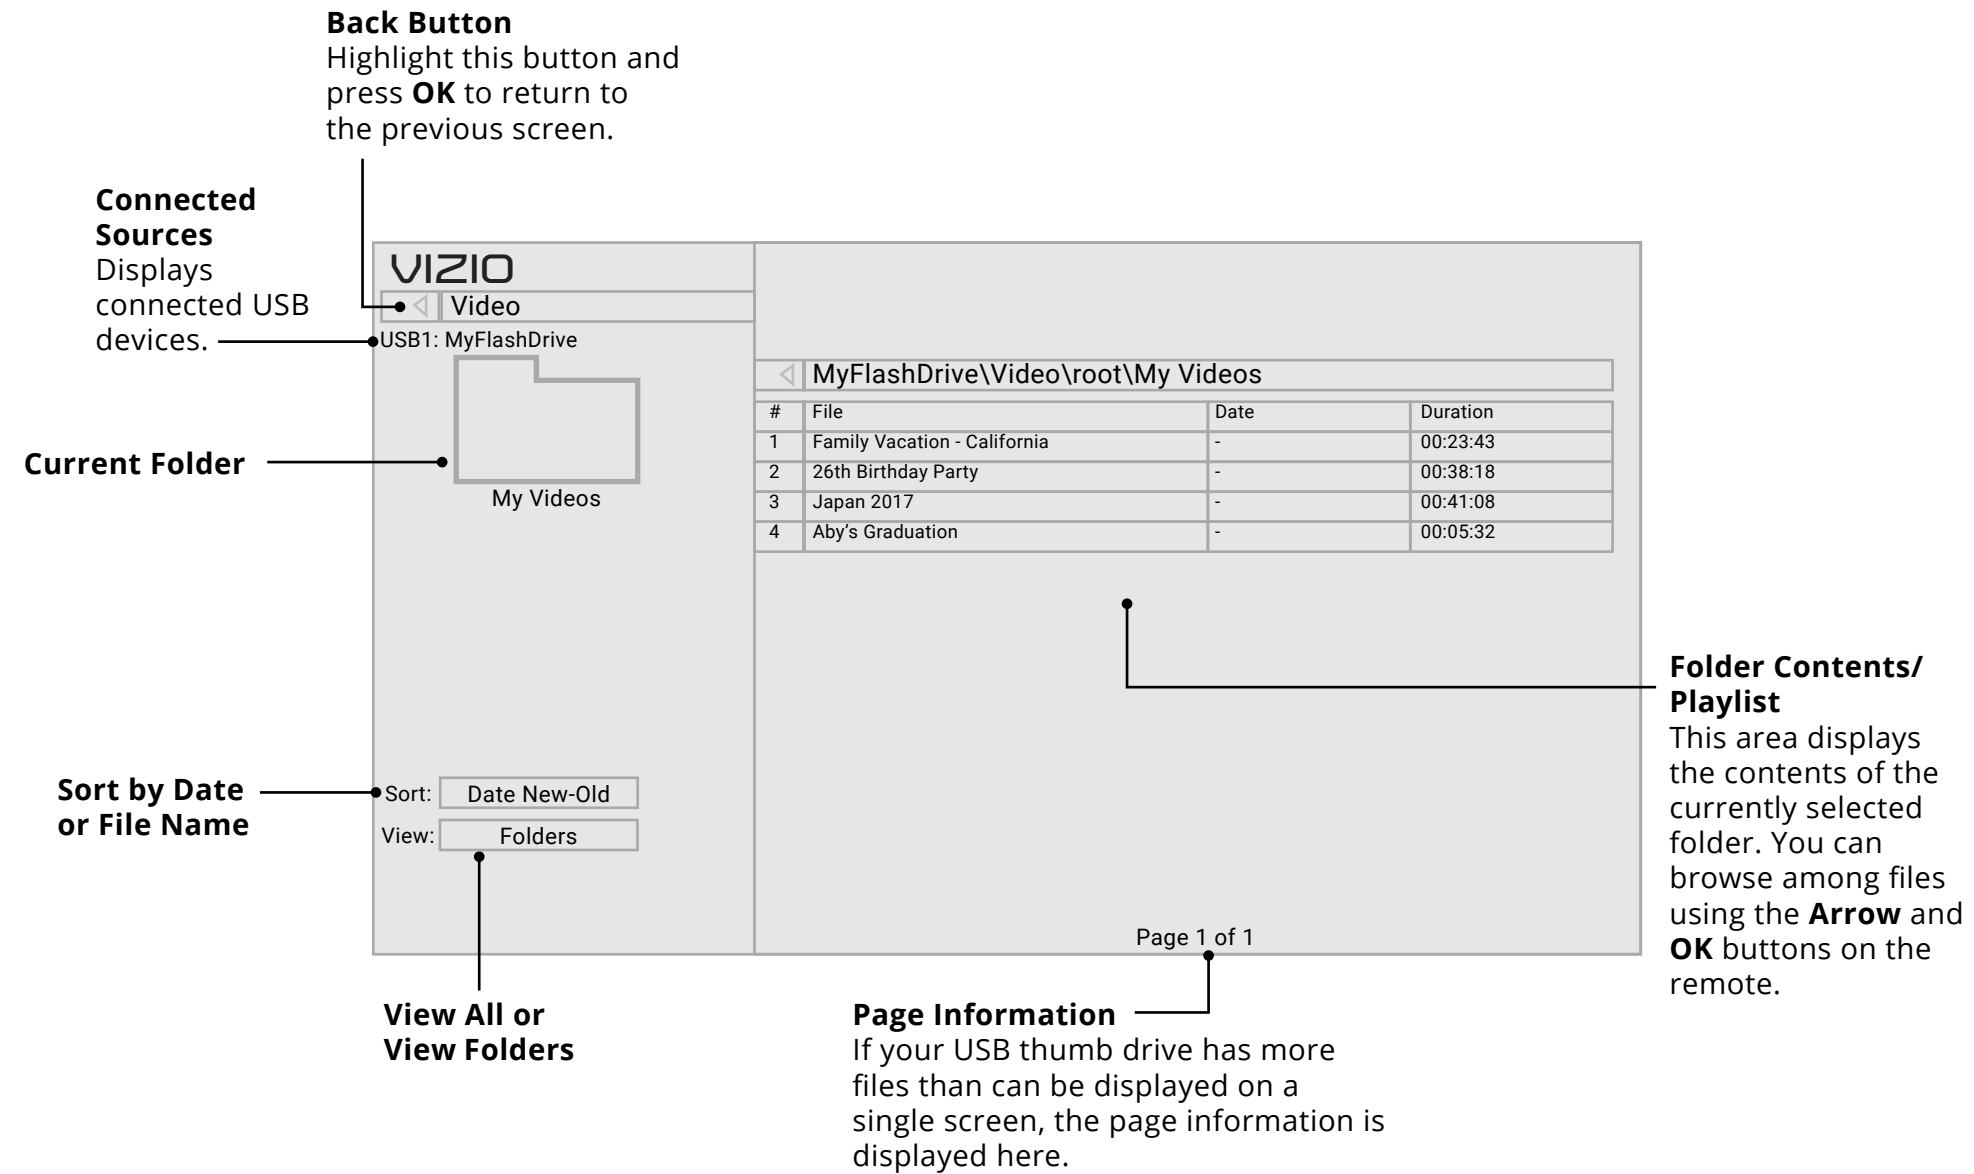 Back Button
Highlight this button and
press OK to return to
the previous screen.
Connected
Sources
Displays
connected USB
devices.
VIZIO
Video
USB1: MyFlashDrive
My Videos
Current Folder
MyFlashDrive\Video\root\My Videos
# File Date Duration
1 Family Vacation - California - 00:23:43
2 26th Birthday Party - 00:38:18
3 Japan 2017 - 00:41:08
4 Aby’s Graduation - 00:05:32
Folder Contents/
Playlist
This area displays
the contents of the
currently selected
folder. You can
browse among files
using the Arrow and
OK buttons on the
remote.
Sort by Date
or File Name
Sort: Date New-Old
View: Folders
Page 1 of 1
View All or
View Folders
Page Information
If your USB thumb drive has more
files than can be displayed on a
single screen, the page information is
displayed here.